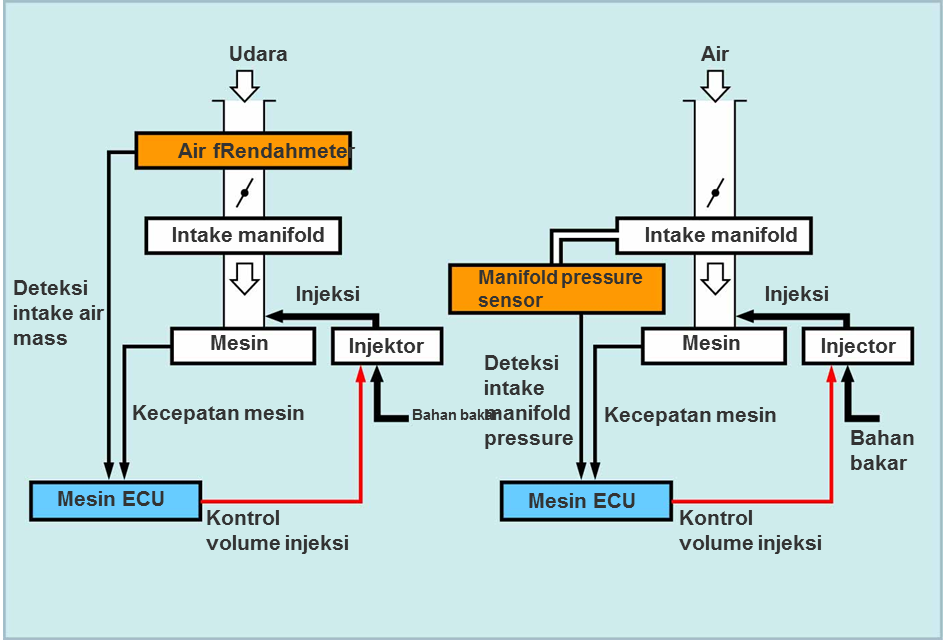 Udara
Air fRendahmeter
Intake manifold
Deteksi
intake air
mass
Injeksi
Mesin
Injektor
Kecepatan mesin
Bahan bakar
Mesin ECU
Kontrol
volume injeksi
Air
Intake manifold
Manifold pressure
sensor
Injeksi
Mesin
Injector
Deteksi
intake
manifold
pressure
Kecepatan mesin
Bahan
bakar
Mesin ECU
Kontrol
volume injeksi